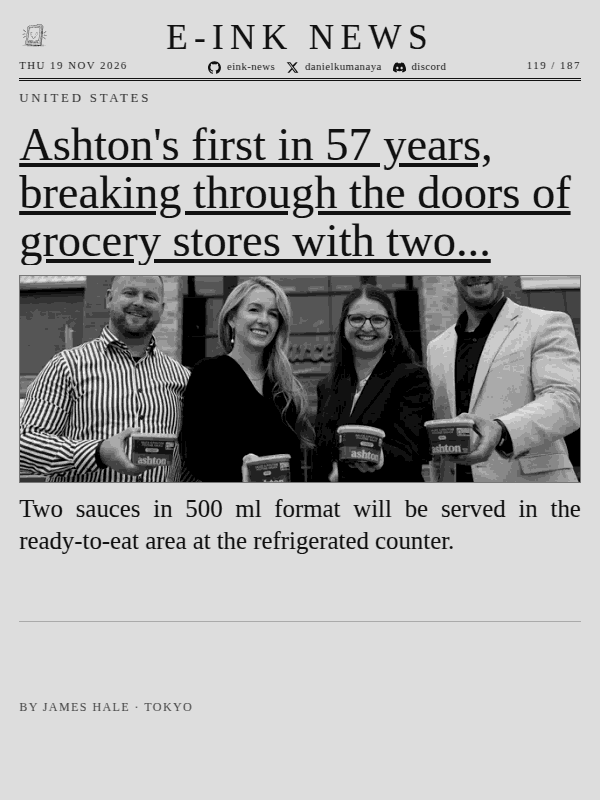 E-INK NEWS
THU 19 NOV 2026
eink-news danielkumanaya discord
119 / 187
UNITED STATES
Ashton's first in 57 years,
breaking through the doors of
grocery stores with two...
ashton
ashton
ashton
ashton
Two sauces in 500 ml format will be served in the
ready-to-eat area at the refrigerated counter.
BY JAMES HALE · TOKYO